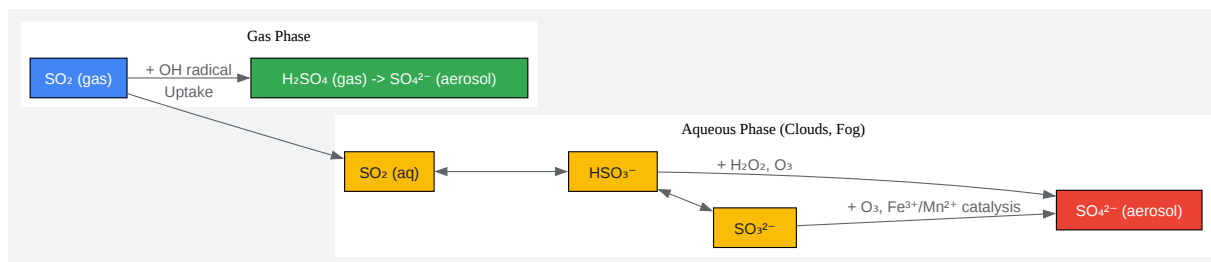 Gas Phase
SO₂ (gas)
+ OH radical
H₂SO₄ (gas) -> SO₄²⁻ (aerosol)
Uptake
Aqueous Phase (Clouds, Fog)
SO₂ (aq)
HSO₃⁻
+ H₂O₂, O₃
SO₃²⁻
+ O₃, Fe³⁺/Mn²⁺ catalysis
SO₄²⁻ (aerosol)